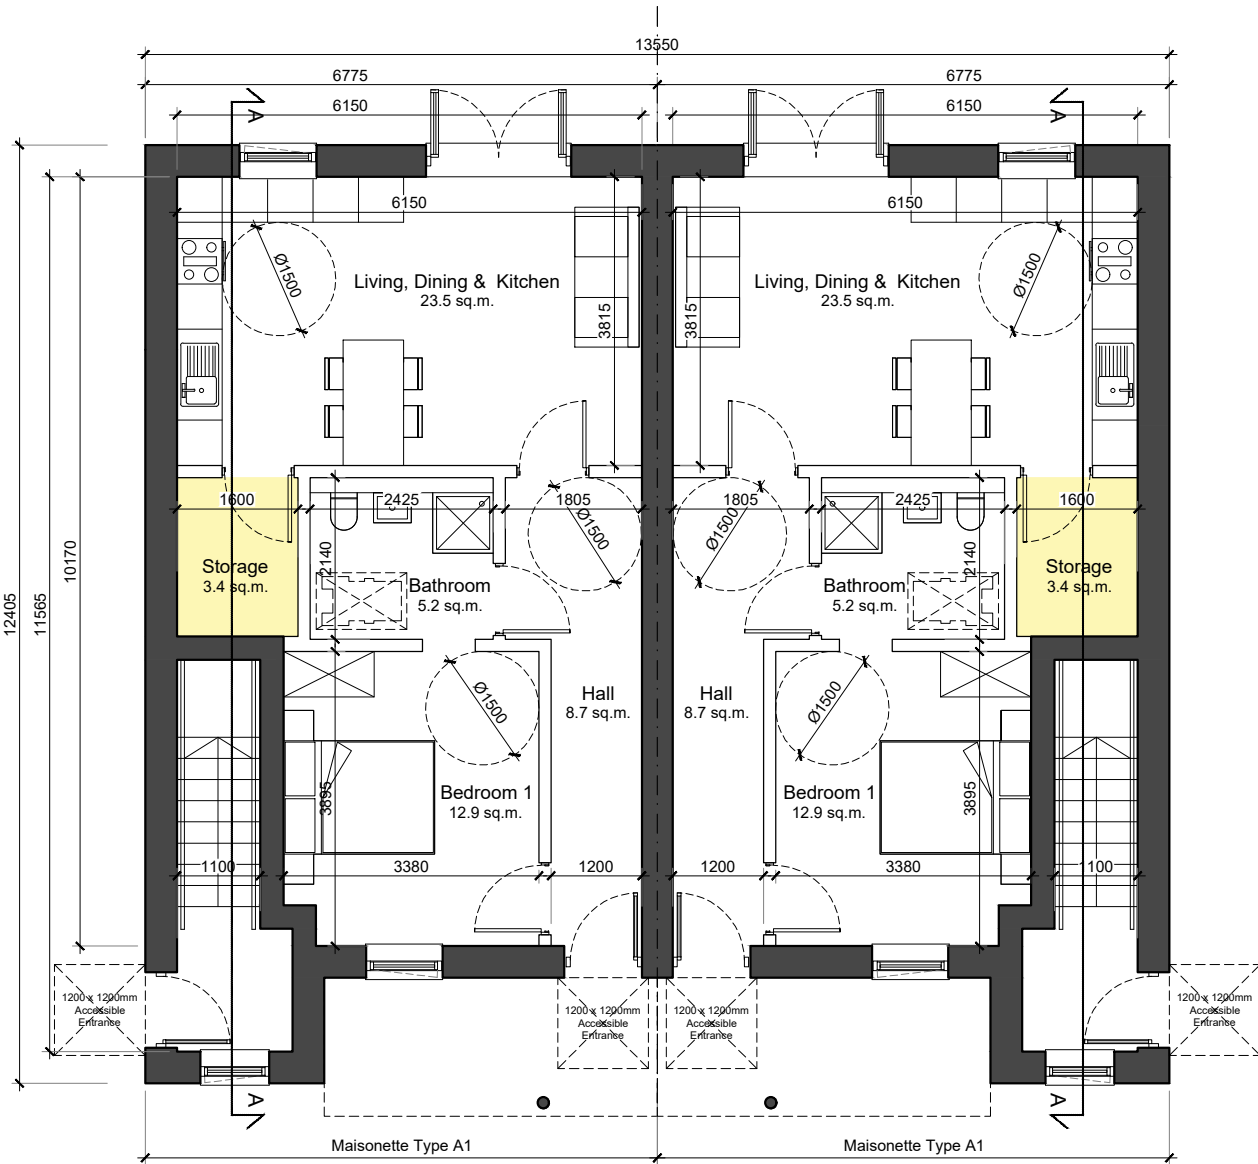 13550
6775
6775
6150
6150
A
A
6150
6150
Ø1500
Ø1500
Living, Dining & Kitchen
23.5 sq.m.
Living, Dining & Kitchen
23.5 sq.m.
3815
3815
1600
2425
1805
1805
2425
1600
Ø1500
Ø1500
12405
11565
10170
Storage
3.4 sq.m.
2140
Bathroom
5.2 sq.m.
Bathroom
5.2 sq.m.
2140
Storage
3.4 sq.m.
Ø1500
Hall
8.7 sq.m.
Hall
8.7 sq.m.
Ø1500
3895
Bedroom 1
12.9 sq.m.
Bedroom 1
12.9 sq.m.
3895
1100
3380
1200
1200
3380
1100
1200 x 1200mm
Accessible
Entrance
1200 x 1200mm
Accessible
Entrance
1200 x 1200mm
Accessible
Entrance
1200 x 1200mm
Accessible
Entrance
A
A
Maisonette Type A1
Maisonette Type A1